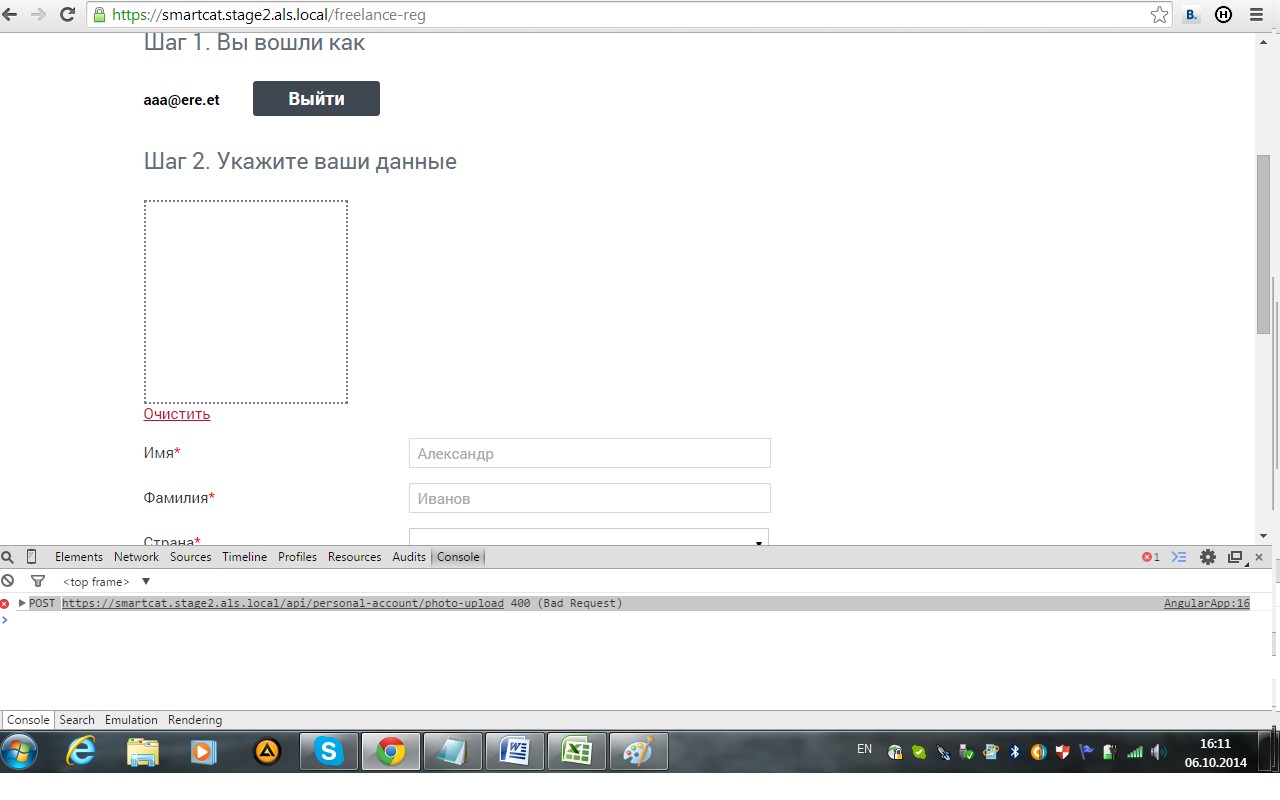 https://smartcat.stage2.als.local/freelance-reg
B.
H
Шаг 1. Вы вошли как
aaa@ere.et
Выйти
Шаг 2. Укажите ваши данные
Очистить
Имя*
Александр
Фамилия*
Иванов
Страна*
Elements Network Sources Timeline Profiles Resources Audits Console
1
<top frame>
POST https://smartcat.stage2.als.local/api/personal-account/photo-upload 400 (Bad Request)
AngularApp:16
Console Search Emulation Rendering
EN
16:11
06.10.2014